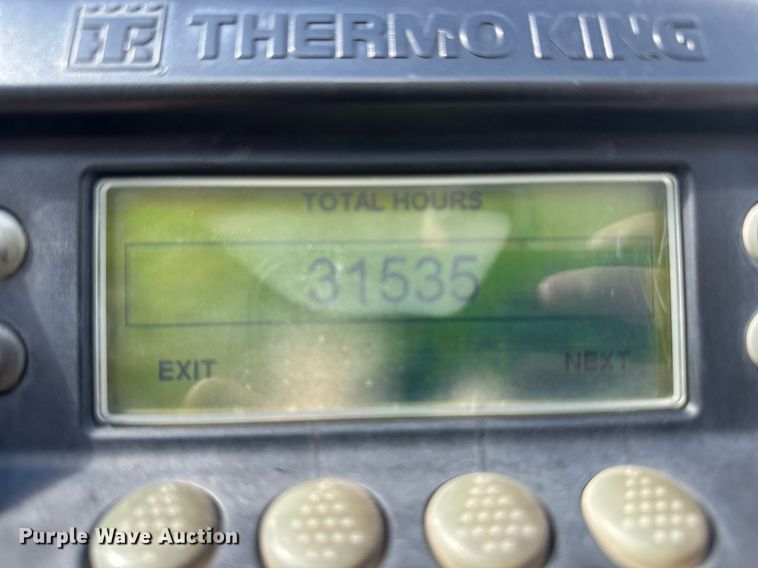 THERMO KING
TOTAL HOURS
31535
EXIT NEXT
Purple Wave Auction